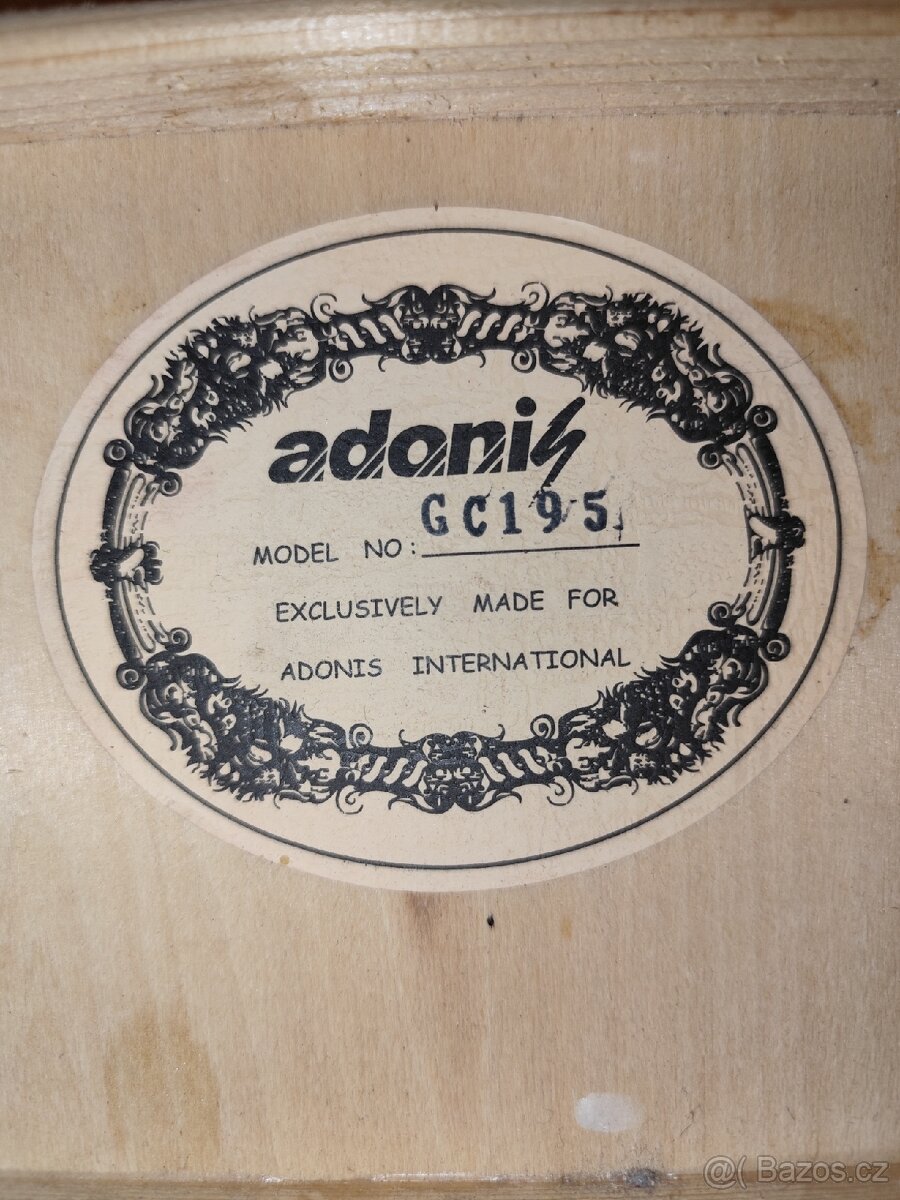 adonis
GC195
MODEL NO:
EXCLUSIVELY MADE FOR
ADONIS INTERNATIONAL
@( Bazos.cz